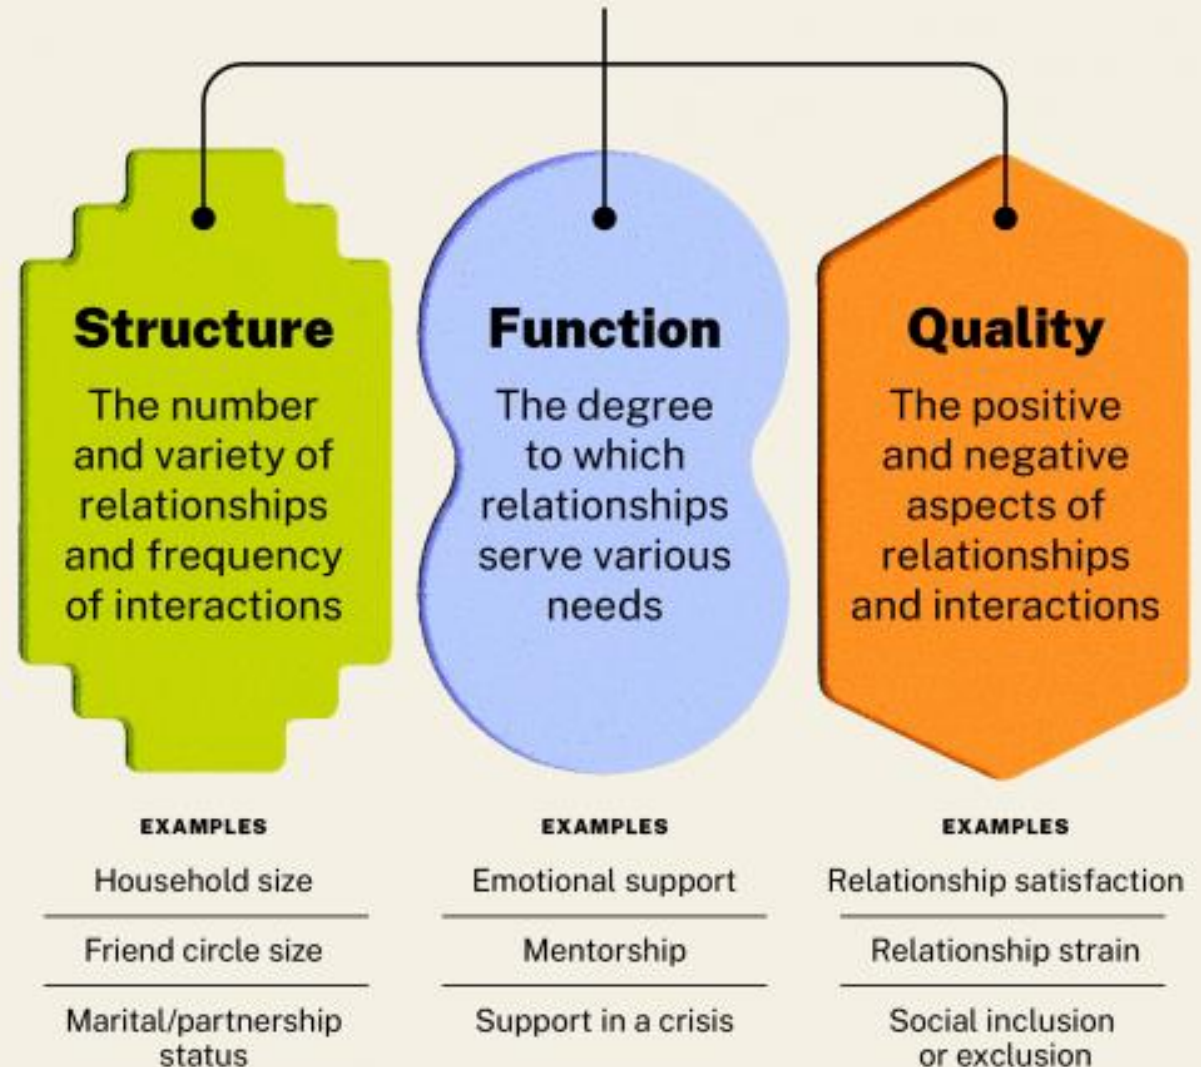 Structure
The number
and variety of
relationships
and frequency
of interactions
EXAMPLES
Household size
Friend circle size
Marital/partnership
status
Function
The degree
to which
relationships
serve various
needs
EXAMPLES
Emotional support
Mentorship
Support in a crisis
Quality
The positive
and negative
aspects of
relationships
and interactions
EXAMPLES
Relationship satisfaction
Relationship strain
Social inclusion
or exclusion